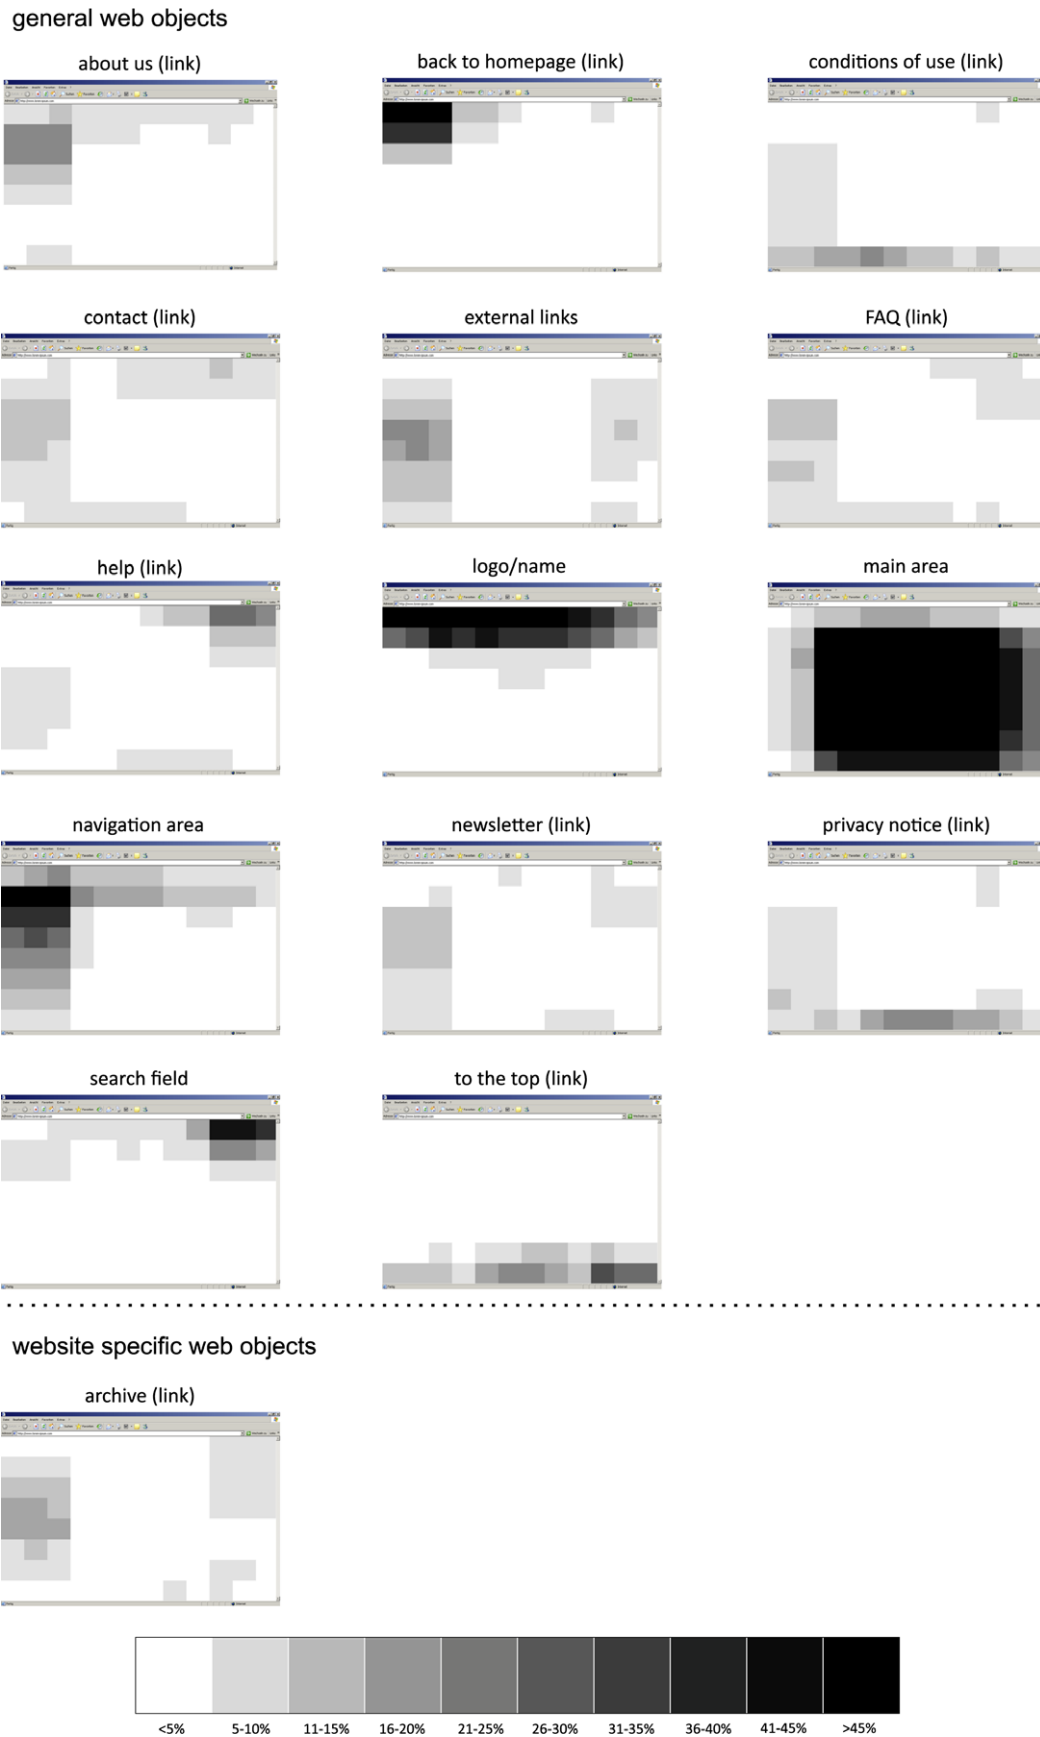 general web objects
about us (link)
back to homepage (link)
conditions of use (link)
contact (link)
external links
FAQ (link)
help (link)
logo/name
main area
navigation area
newsletter (link)
privacy notice (link)
search field
to the top (link)
website specific web objects
archive (link)
<5%
5-10%
11-15%
16-20%
21-25%
26-30%
31-35%
36-40%
41-45%
>45%